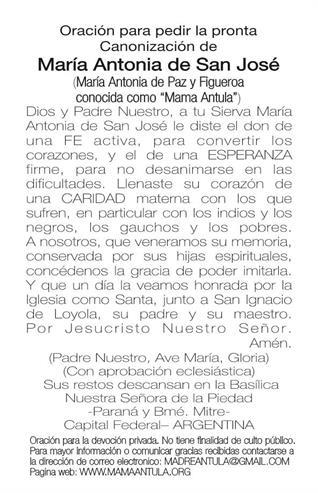 Oración para pedir la pronta
Canonización de
María Antonia de San José
(María Antonia de Paz y Figueroa
conocida como “Mama Antula”)
Dios y Padre Nuestro, a tu Sierva María
Antonia de San José le diste el don de
una FE activa, para convertir los
corazones, y el de una ESPERANZA
firme, para no desanimarse en las
dificultades. Llenaste su corazón de
una CARIDAD materna con los que
sufren, en particular con los indios y los
negros, los gauchos y los pobres.
A nosotros, que veneramos su memoria,
conservada por sus hijas espirituales,
concédenos la gracia de poder imitarla.
Y que un día la veamos honrada por la
Iglesia como Santa, junto a San Ignacio
de Loyola, su padre y su maestro.
Por Jesucristo Nuestro Señor.
Amén.
(Padre Nuestro, Ave María, Gloria)
(Con aprobación eclesiástica)
Sus restos descansan en la Basílica
Nuestra Señora de la Piedad
-Paraná y Bmé. Mitre-
Capital Federal– ARGENTINA
Oración para la devoción privada. No tiene finalidad de culto público.
Para mayor Información o comunicar gracias recibidas contactarse a
la dirección de correo electronico: MADREANTULA@GMAIL.COM
Pagina web: WWW.MAMAANTULA.ORG